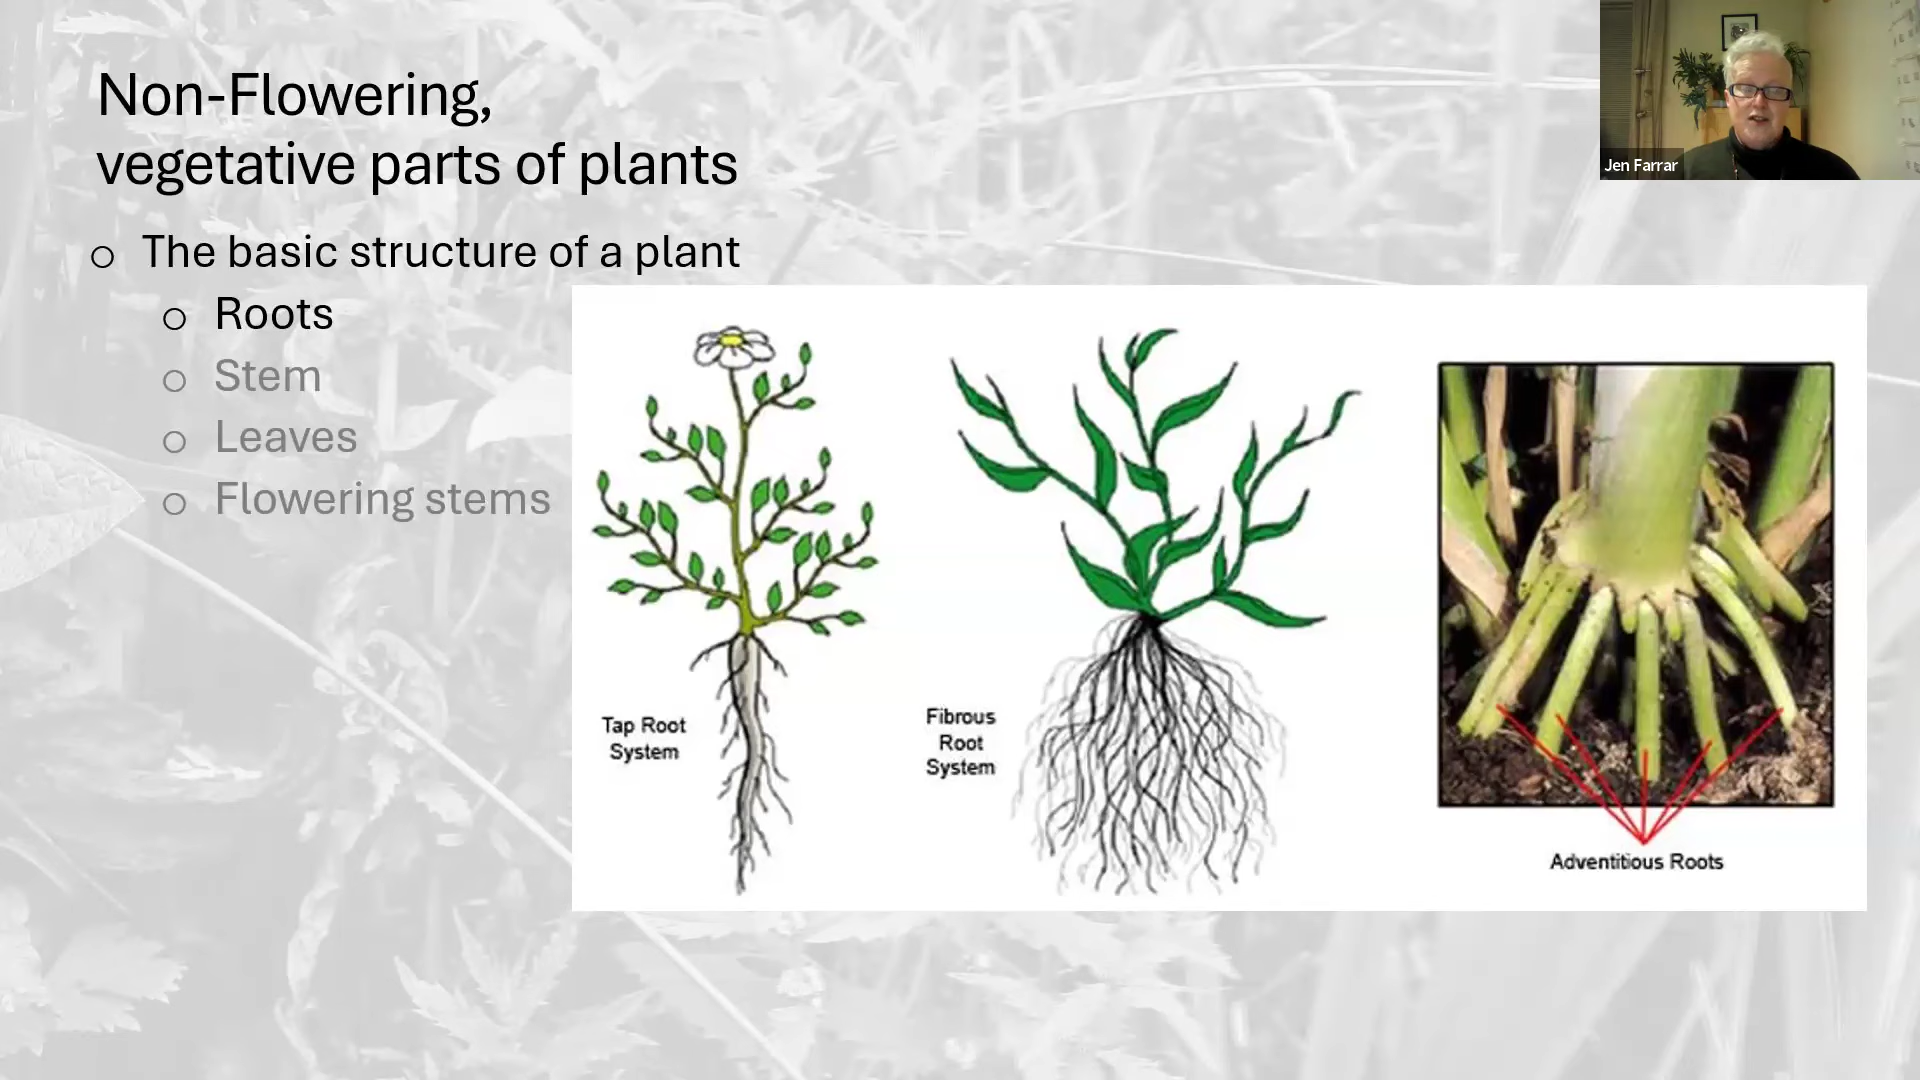 Non-Flowering,
vegetative parts of plants
The basic structure of a plant
Roots
Stem
Leaves
Flowering stems
Tap Root
System
Fibrous
Root
System
Adventitious Roots
Jen Farrar